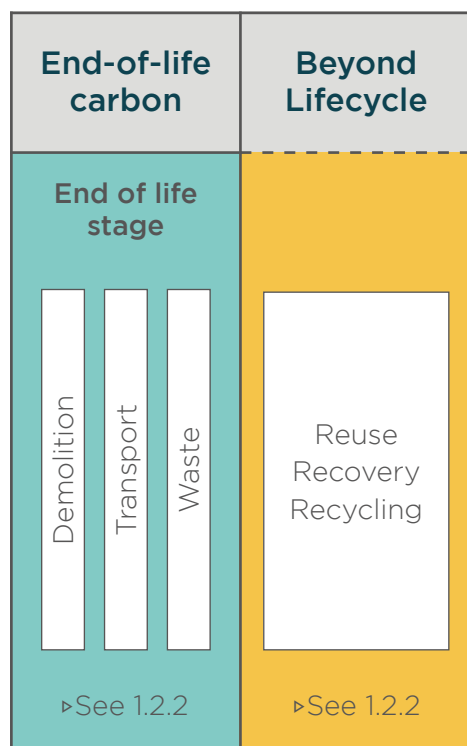 End-of-life
carbon
Beyond
Lifecycle
End of life
stage
Demolition
Transport
Waste
Reuse
Recovery
Recycling
▹See 1.2.2
▹See 1.2.2